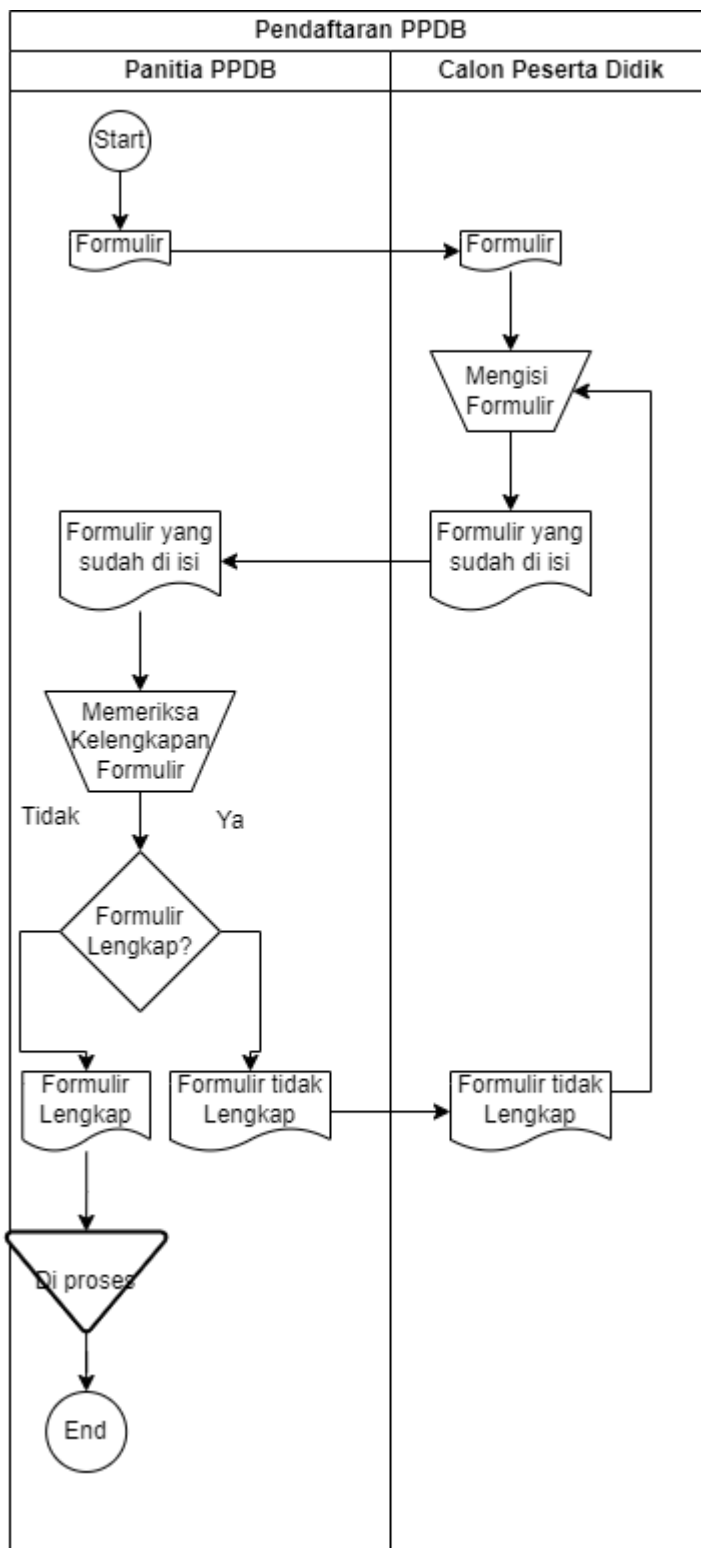 Pendaftaran PPDB
Panitia PPDB
Calon Peserta Didik
Start
Formulir
Formulir
Mengisi
Formulir
Formulir yang
sudah di isi
Formulir yang
sudah di isi
Memeriksa
Kelengkapan
Formulir
Tidak
Ya
Formulir
Lengkap?
Formulir
Lengkap
Formulir tidak
Lengkap
Formulir tidak
Lengkap
Di proses
End